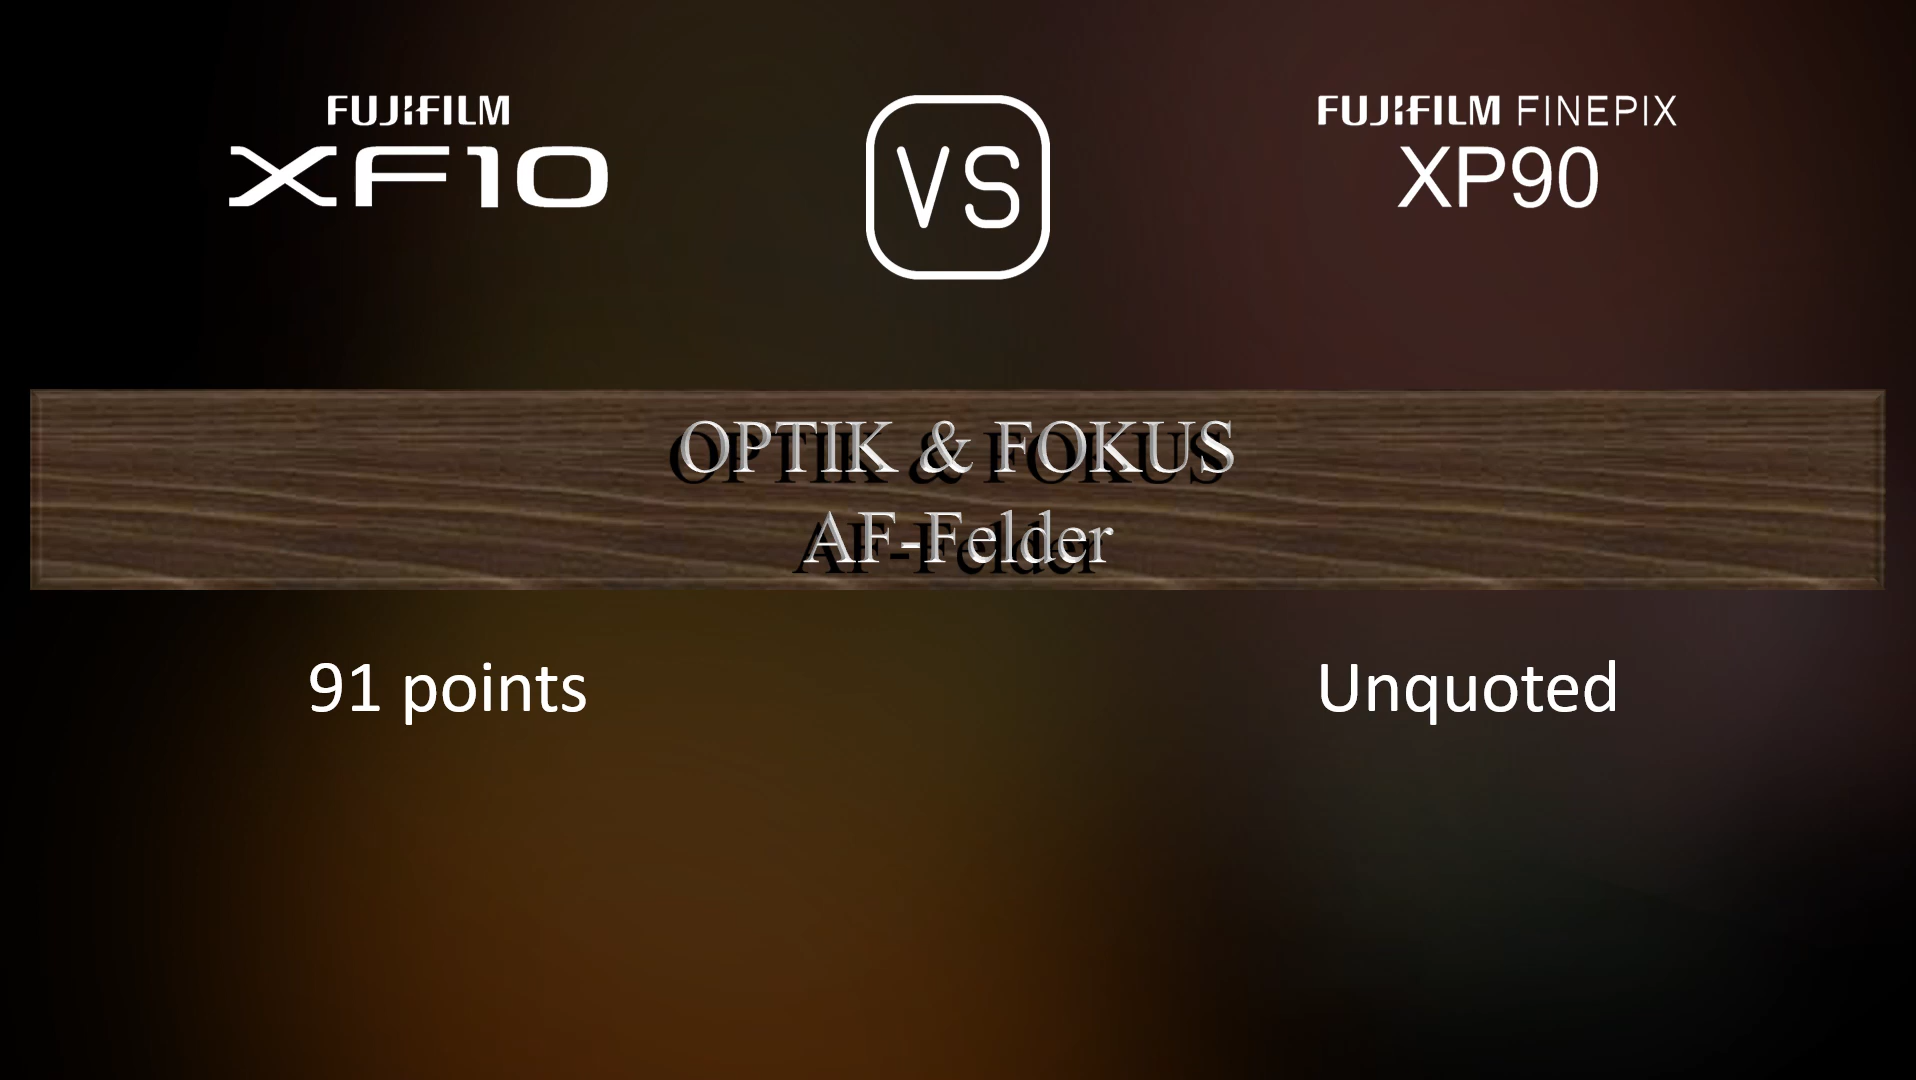 FUJIFILM
XF10
VS
FUJIFILM FINEPIX
XP90
OPTIK & FOKUS
AF-Felder
91 points
Unquoted